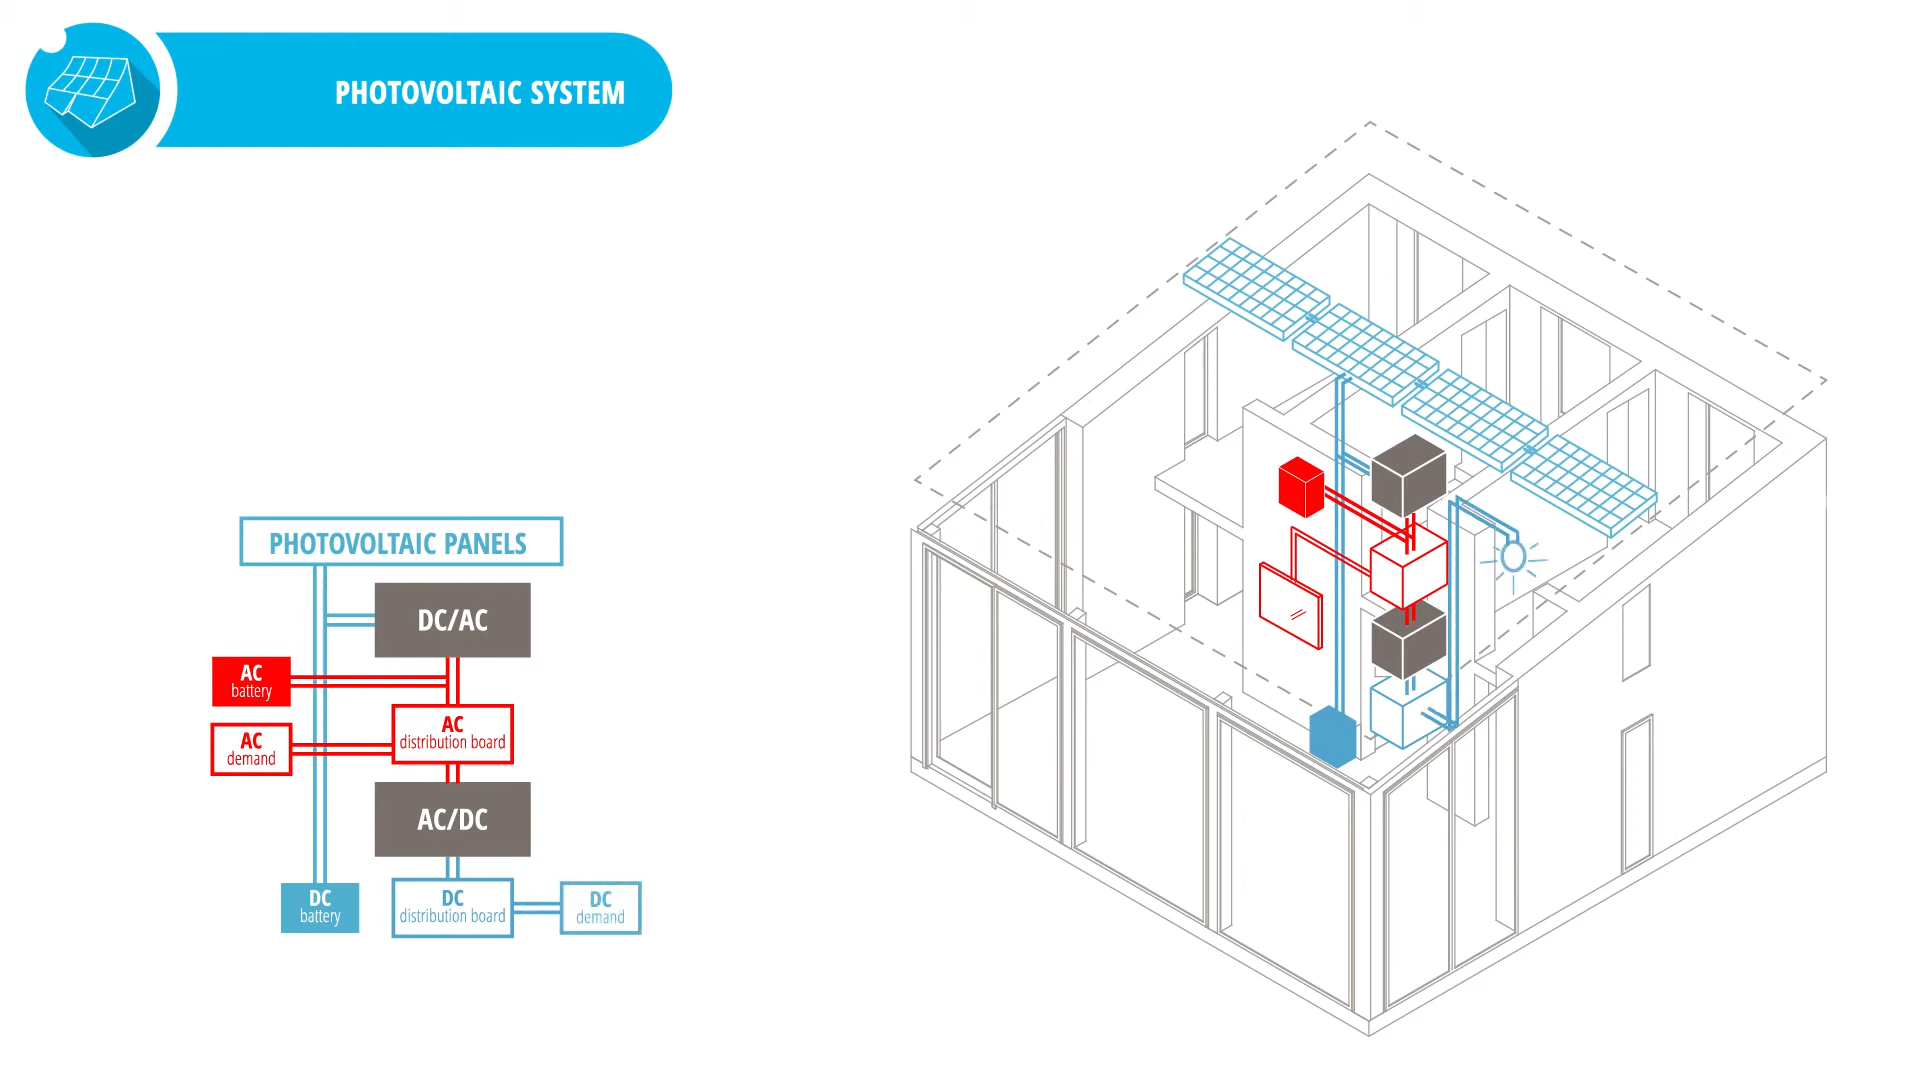 PHOTOVOLTAIC SYSTEM
PHOTOVOLTAIC PANELS
DC/AC
AC
battery
AC
distribution board
AC
demand
AC/DC
DC
battery
DC
distribution board
DC
demand